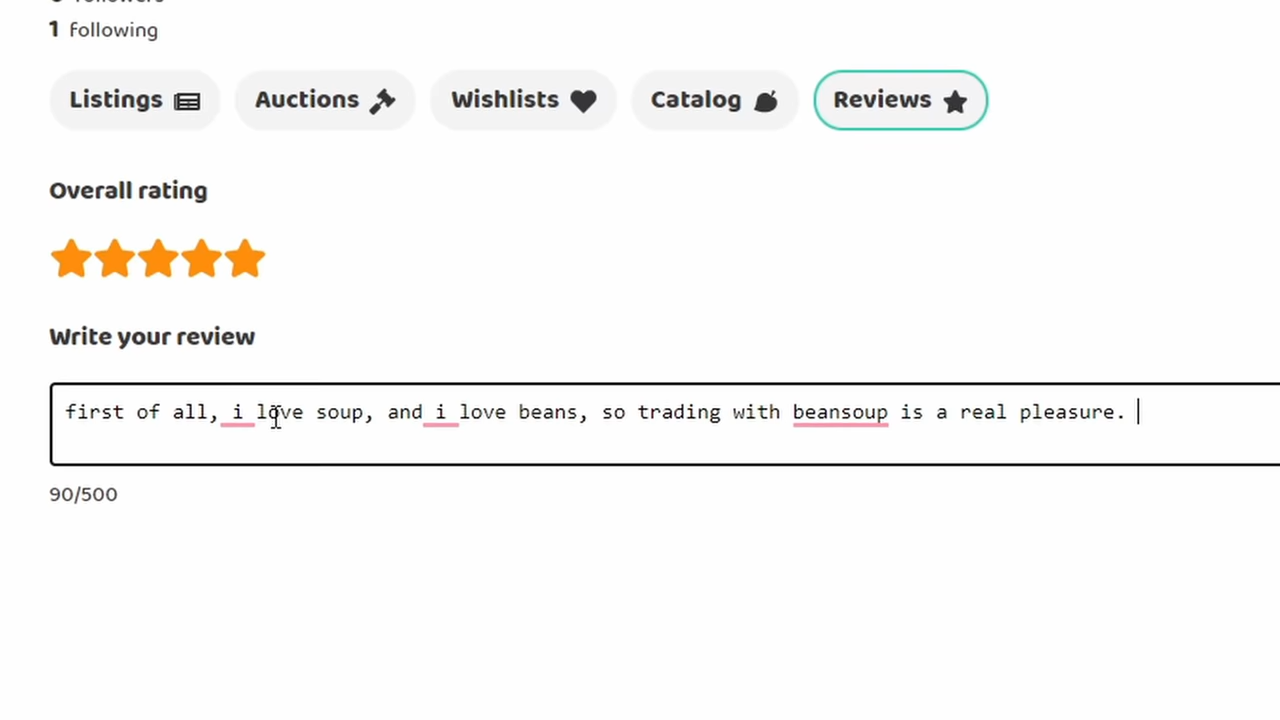 1 following
Listings
Auctions
Wishlists
Catalog
Reviews
Overall rating
Write your review
first of all, i love soup, and i love beans, so trading with beansoup is a real pleasure.
90/500